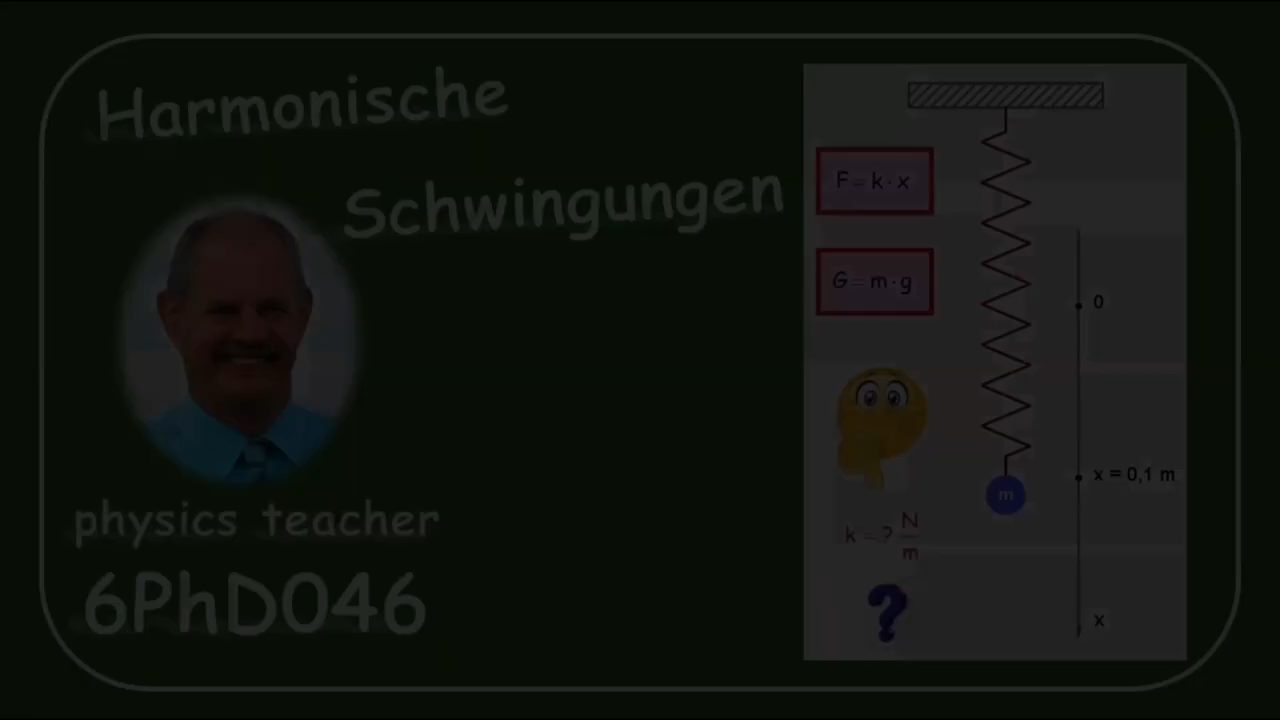 Harmonische
Schwingungen
physics teacher
6PhD046
F = k · x
G = m · g
k = ? N/m
?
m
0
x = 0,1 m
x